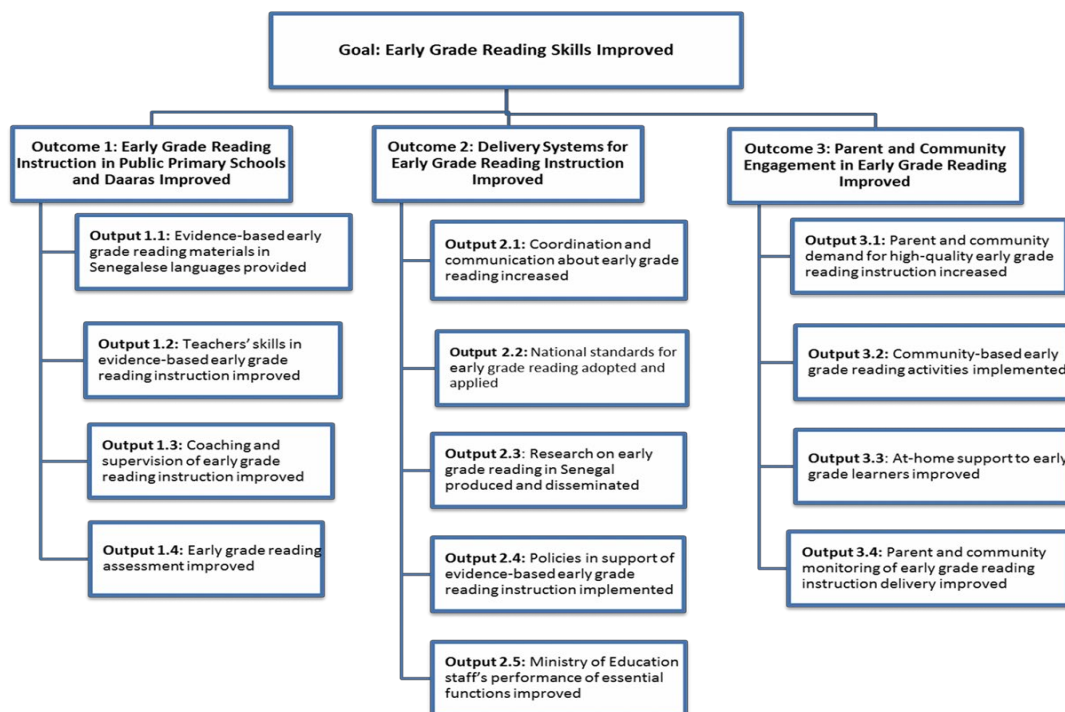 Goal: Early Grade Reading Skills Improved
Outcome 1: Early Grade Reading
Instruction in Public Primary Schools
and Daaras Improved
Output 1.1: Evidence-based early
grade reading materials in
Senegalese languages provided
Output 1.2: Teachers' skills in
evidence-based early grade
reading instruction improved
Output 1.3: Coaching and
supervision of early grade
reading instruction improved
Output 1.4: Early grade reading
assessment improved
Outcome 2: Delivery Systems for
Early Grade Reading Instruction
Improved
Output 2.1: Coordination and
communication about early grade
reading increased
Output 2.2: National standards for
early grade reading adopted and
applied
Output 2.3: Research on early
grade reading in Senegal
produced and disseminated
Output 2.4: Policies in support of
evidence-based early grade
reading instruction implemented
Output 2.5: Ministry of Education
staff's performance of essential
functions improved
Outcome 3: Parent and Community
Engagement in Early Grade Reading
Improved
Output 3.1: Parent and community
demand for high-quality early grade
reading instruction increased
Output 3.2: Community-based early
grade reading activities implemented
Output 3.3: At-home support to early
grade learners improved
Output 3.4: Parent and community
monitoring of early grade reading
instruction delivery improved